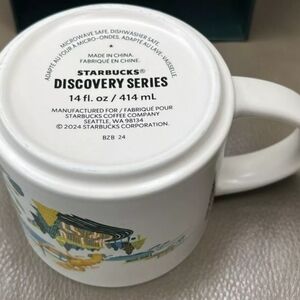 MICROWAVE SAFE. DISHWASHER SAFE.
ADAPTÉ AU FOUR À MICRO-ONDES. ADAPTÉ AU LAVE-VAISSELLE.
MADE IN CHINA.
FABRIQUÉ EN CHINE.
STARBUCKS®
DISCOVERY SERIES
14 fl. oz / 414 mL
MANUFACTURED FOR / FABRIQUÉ POUR
STARBUCKS COFFEE COMPANY
SEATTLE, WA 98134
© 2024 STARBUCKS CORPORATION.
BZB 24